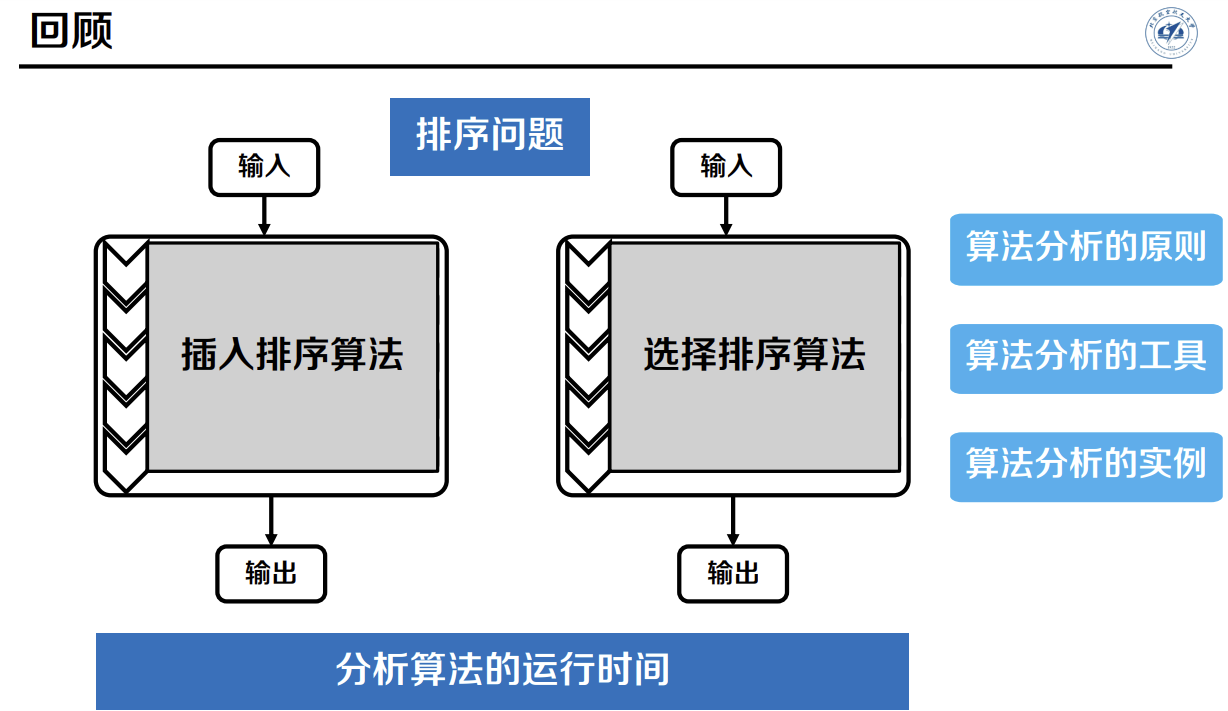 回顾
排序问题
输入
输入
插入排序算法
选择排序算法
输出
输出
分析算法的运行时间
算法分析的原则
算法分析的工具
算法分析的实例